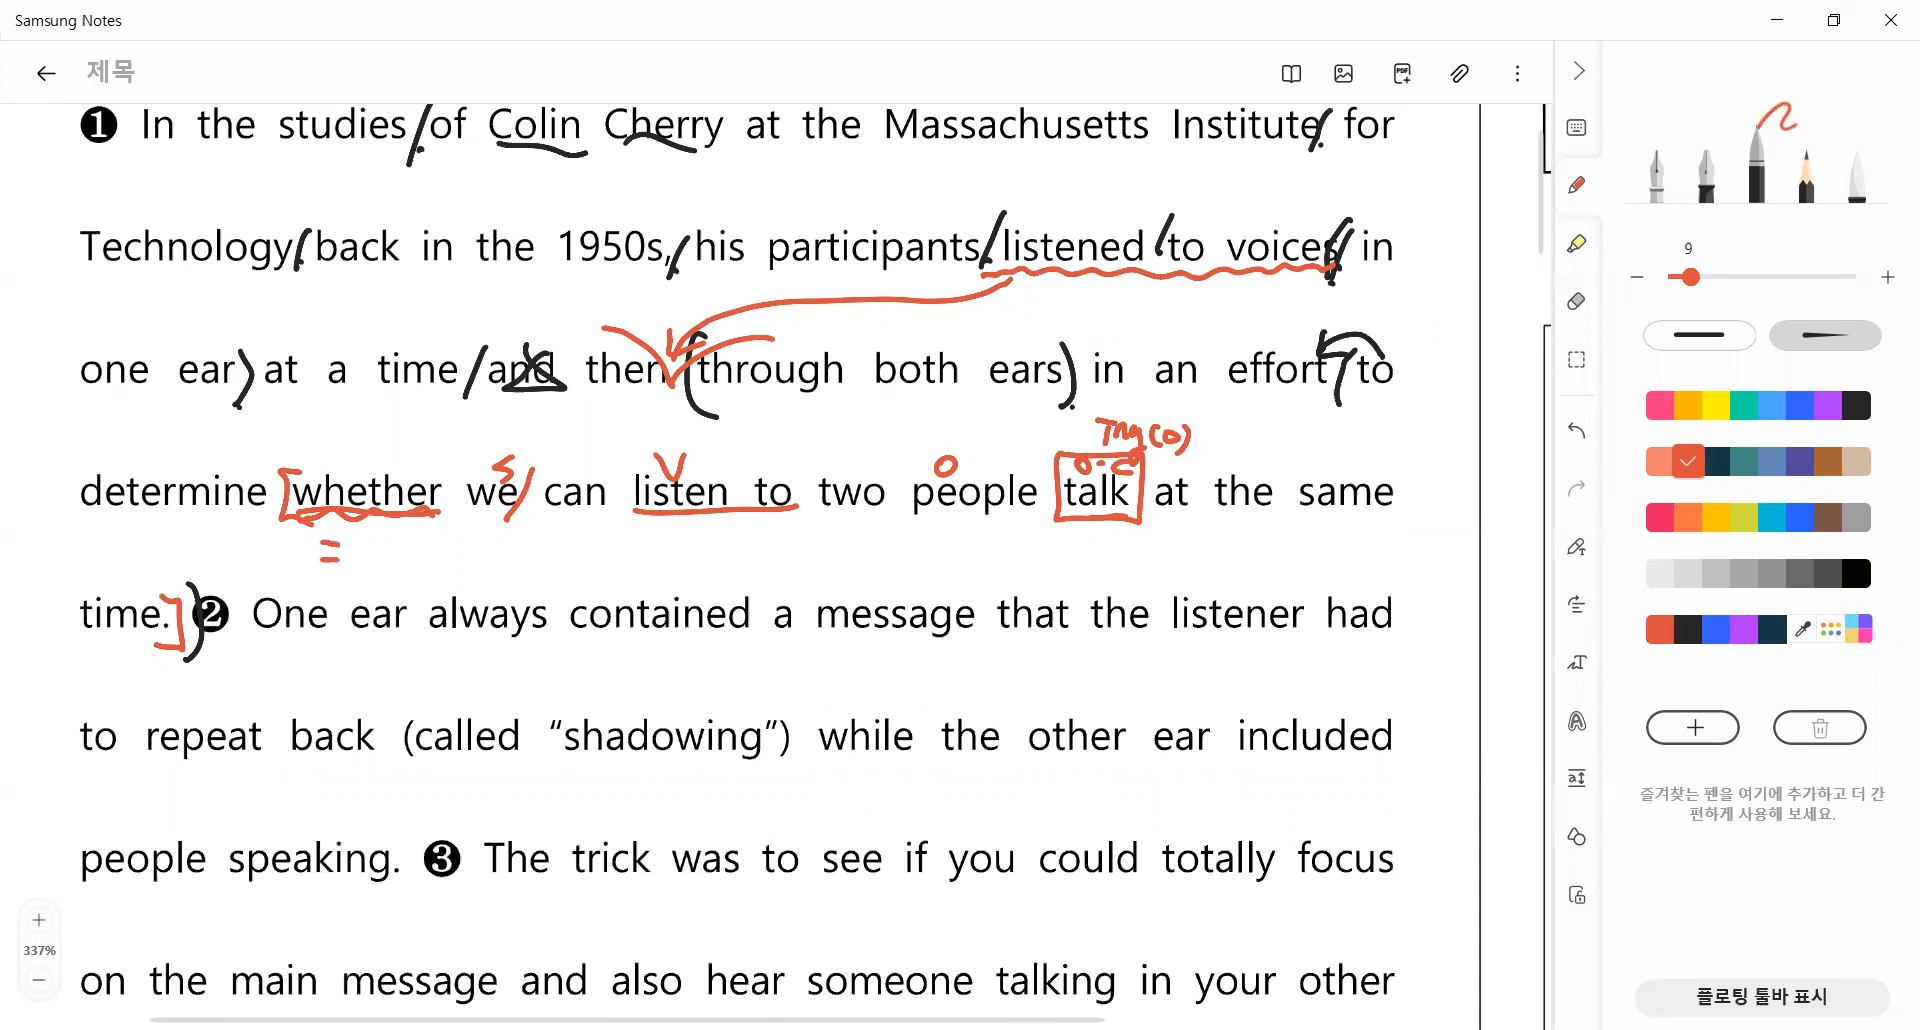 Samsung Notes
제목
❶ In the studies of Colin Cherry at the Massachusetts Institute for
Technology back in the 1950s, his participants listened to voices in
one ear at a time and then through both ears in an effort to
Ting (O)
S V O O·C
determine whether we can listen to two people talk at the same
time. ❷ One ear always contained a message that the listener had
to repeat back (called “shadowing”) while the other ear included
people speaking. ❸ The trick was to see if you could totally focus
on the main message and also hear someone talking in your other
337%
PDF
9
즐겨찾는 펜을 여기에 추가하고 더 간
편하게 사용해 보세요.
플로팅 툴바 표시